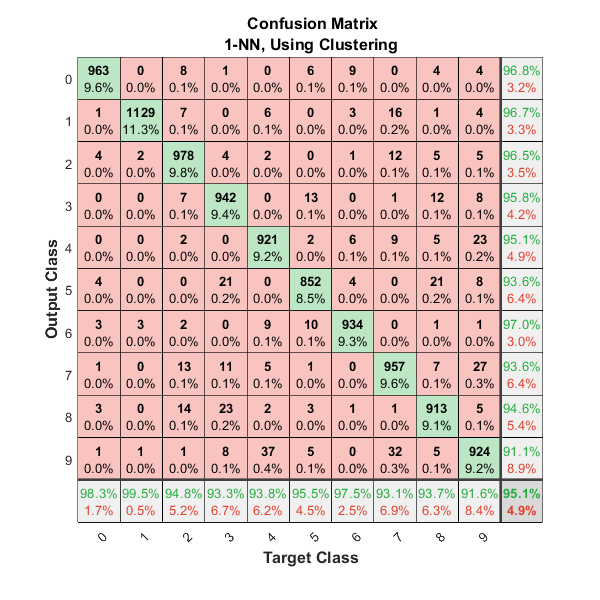 Confusion Matrix
1-NN, Using Clustering
0 963 0 8 1 0 6 9 0 4 4 96.8%
9.6% 0.0% 0.1% 0.0% 0.0% 0.1% 0.1% 0.0% 0.0% 0.0% 3.2%
1 1 1129 7 0 6 0 3 16 1 4 96.7%
0.0% 11.3% 0.1% 0.0% 0.1% 0.0% 0.0% 0.2% 0.0% 0.0% 3.3%
2 4 2 978 4 2 0 1 12 5 5 96.5%
0.0% 0.0% 9.8% 0.0% 0.0% 0.0% 0.0% 0.1% 0.1% 0.1% 3.5%
3 0 0 7 942 0 13 0 1 12 8 95.8%
0.0% 0.0% 0.1% 9.4% 0.0% 0.1% 0.0% 0.0% 0.1% 0.1% 4.2%
4 0 0 2 0 921 2 6 9 5 23 95.1%
0.0% 0.0% 0.0% 0.0% 9.2% 0.0% 0.1% 0.1% 0.1% 0.2% 4.9%
5 4 0 0 21 0 852 4 0 21 8 93.6%
0.0% 0.0% 0.0% 0.2% 0.0% 8.5% 0.0% 0.0% 0.2% 0.1% 6.4%
6 3 3 2 0 9 10 934 0 1 1 97.0%
0.0% 0.0% 0.0% 0.0% 0.1% 0.1% 9.3% 0.0% 0.0% 0.0% 3.0%
7 1 0 13 11 5 1 0 957 7 27 93.6%
0.0% 0.0% 0.1% 0.1% 0.1% 0.0% 0.0% 9.6% 0.1% 0.3% 6.4%
8 3 0 14 23 2 3 1 1 913 5 94.6%
0.0% 0.0% 0.1% 0.2% 0.0% 0.0% 0.0% 0.0% 9.1% 0.1% 5.4%
9 1 1 1 8 37 5 0 32 5 924 91.1%
0.0% 0.0% 0.0% 0.1% 0.4% 0.1% 0.0% 0.3% 0.1% 9.2% 8.9%
98.3% 99.5% 94.8% 93.3% 93.8% 95.5% 97.5% 93.1% 93.7% 91.6% 95.1%
1.7% 0.5% 5.2% 6.7% 6.2% 4.5% 2.5% 6.9% 6.3% 8.4% 4.9%
0 1 2 3 4 5 6 7 8 9
Target Class
Output Class